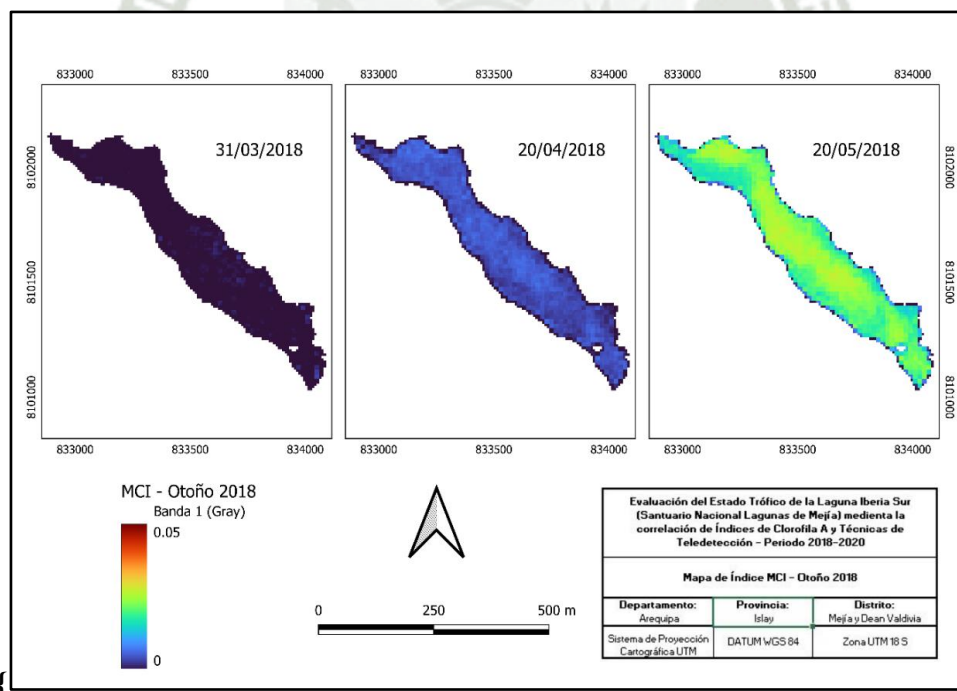 833000 833500 834000 833000 833500 834000 833000 833500 834000
31/03/2018 20/04/2018 20/05/2018
8102000 8102000
8101500 8101500
8101000 8101000
833000 833500 834000 833000 833500 834000 833000 833500 834000
MCI - Otoño 2018
Banda 1 (Gray)
0.05
0
0 250 500 m
Evaluación del Estado Trófico de la Laguna Iberia Sur
(Santuario Nacional Lagunas de Mejía) medienta la
correlación de Índices de Clorofila A y Técnicas de
Teledetección - Periodo 2018-2020
Mapa de Índice MCI - Otoño 2018
Departamento: Provincia: Distrito:
Arequipa Islay Mejía y Dean Valdivia
Sistema de Proyección DATUM WGS 84 Zona UTM 18 S
Cartográfica UTM